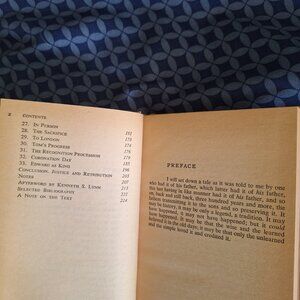 x CONTENTS
27. IN PRISON
28. THE SACRIFICE
29. TO LONDON 172
30. TOM'S PROGRESS 175
31. THE RECOGNITION PROCESSION 178
32. CORONATION DAY 185
33. EDWARD AS KING 196
CONCLUSION. JUSTICE AND RETRIBUTION 200
NOTES 203
AFTERWORD BY KENNETH S. LYNN
SELECTED BIBLIOGRAPHY
A NOTE ON THE TEXT 224
PREFACE
I will set down a tale as it was told to me by one
who had it of his father, which latter had it of his father,
this last having in like manner had it of his father, and so
on, back and still back, three hundred years and more, the
fathers transmitting it to the sons and so preserving it. It
may be history, it may be only a legend, a tradition. It may
have happened, it may not have happened; but it could
have happened. It may be that the wise and the learned
believed it in the old days; it may be that only the unlearned
and the simple loved it and credited it.